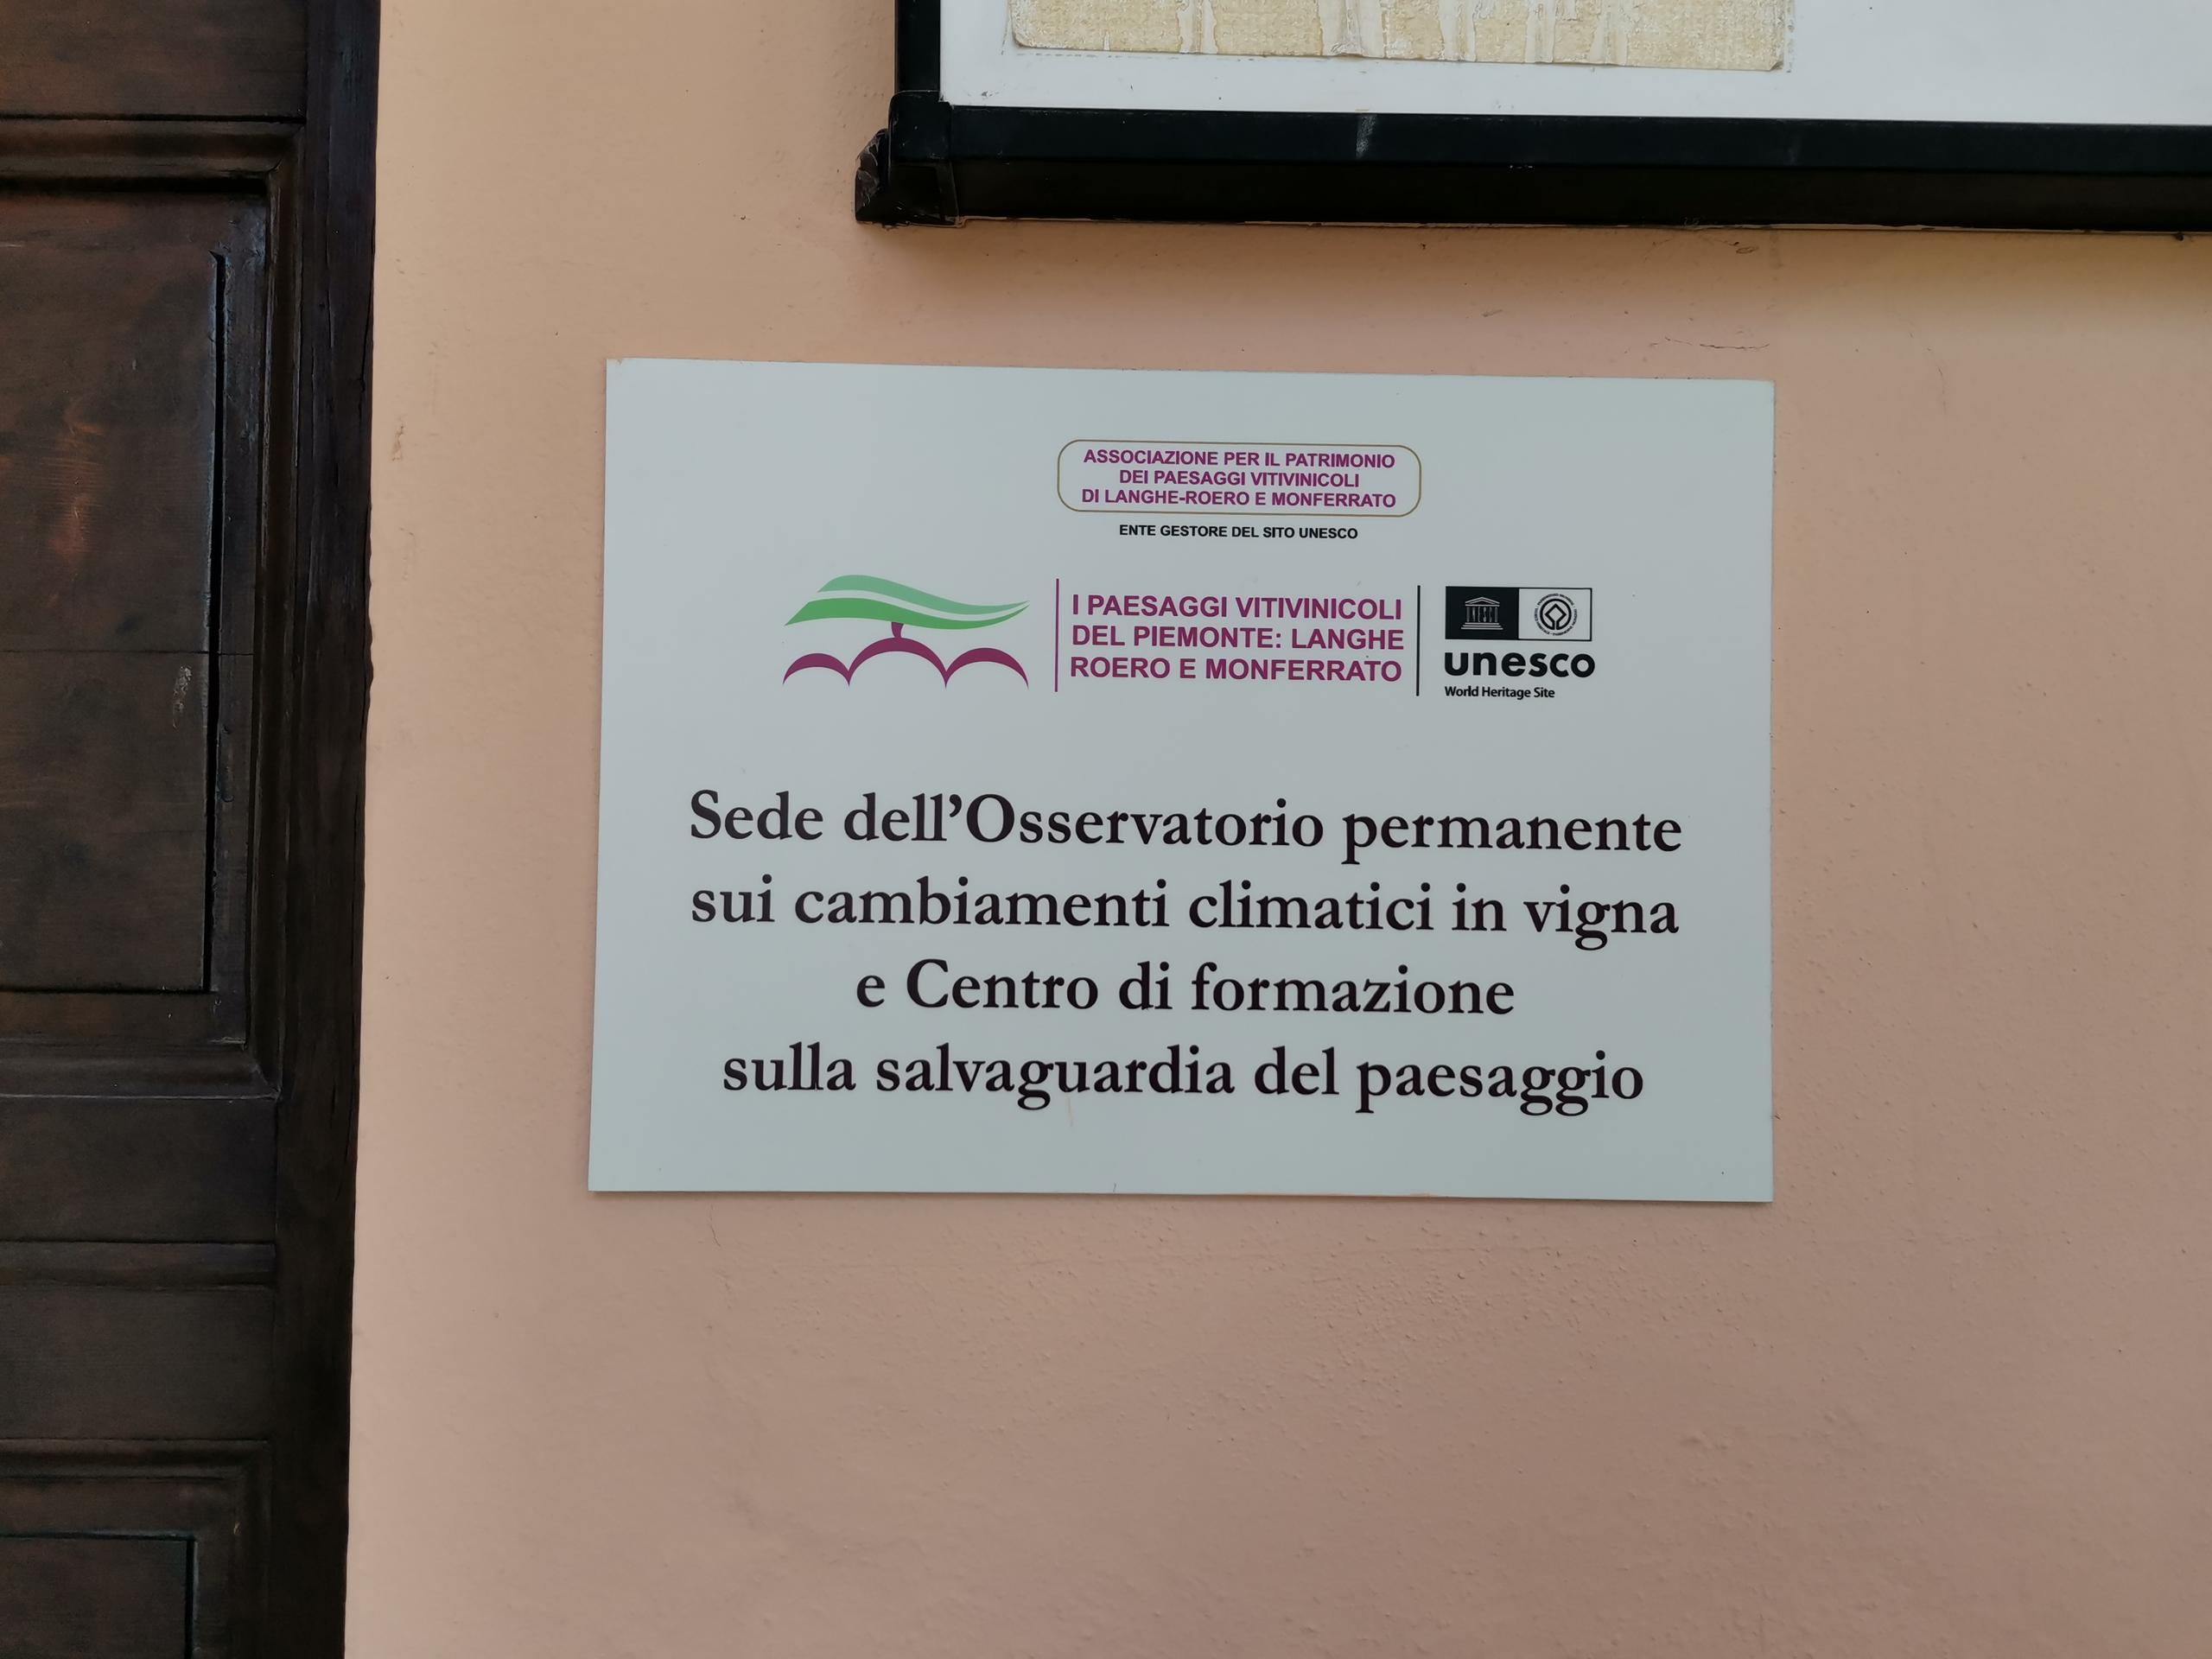 ASSOCIAZIONE PER IL PATRIMONIO
DEI PAESAGGI VITIVINICOLI
DI LANGHE-ROERO E MONFERRATO
ENTE GESTORE DEL SITO UNESCO
I PAESAGGI VITIVINICOLI
DEL PIEMONTE: LANGHE
ROERO E MONFERRATO
unesco
World Heritage Site
Sede dell’Osservatorio permanente
sui cambiamenti climatici in vigna
e Centro di formazione
sulla salvaguardia del paesaggio